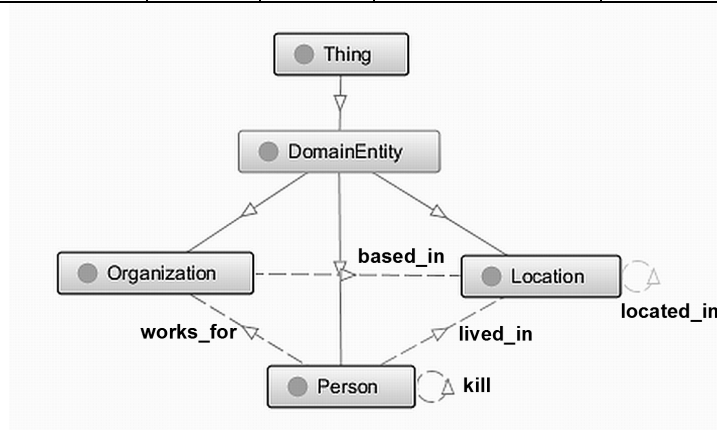 Thing
DomainEntity
based_in
Organization
Location
located_in
works_for
lived_in
Person
kill